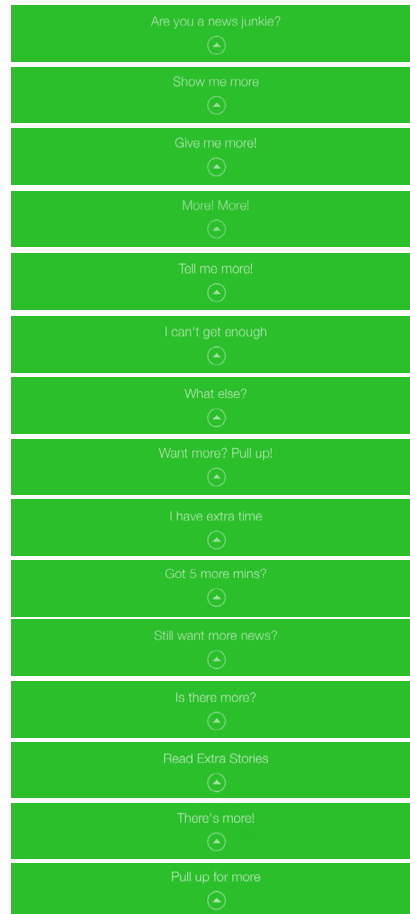 Are you a news junkie?
Show me more
Give me more!
More! More!
Tell me more!
I can't get enough
What else?
Want more? Pull up!
I have extra time
Got 5 more mins?
Still want more news?
Is there more?
Read Extra Stories
There's more!
Pull up for more